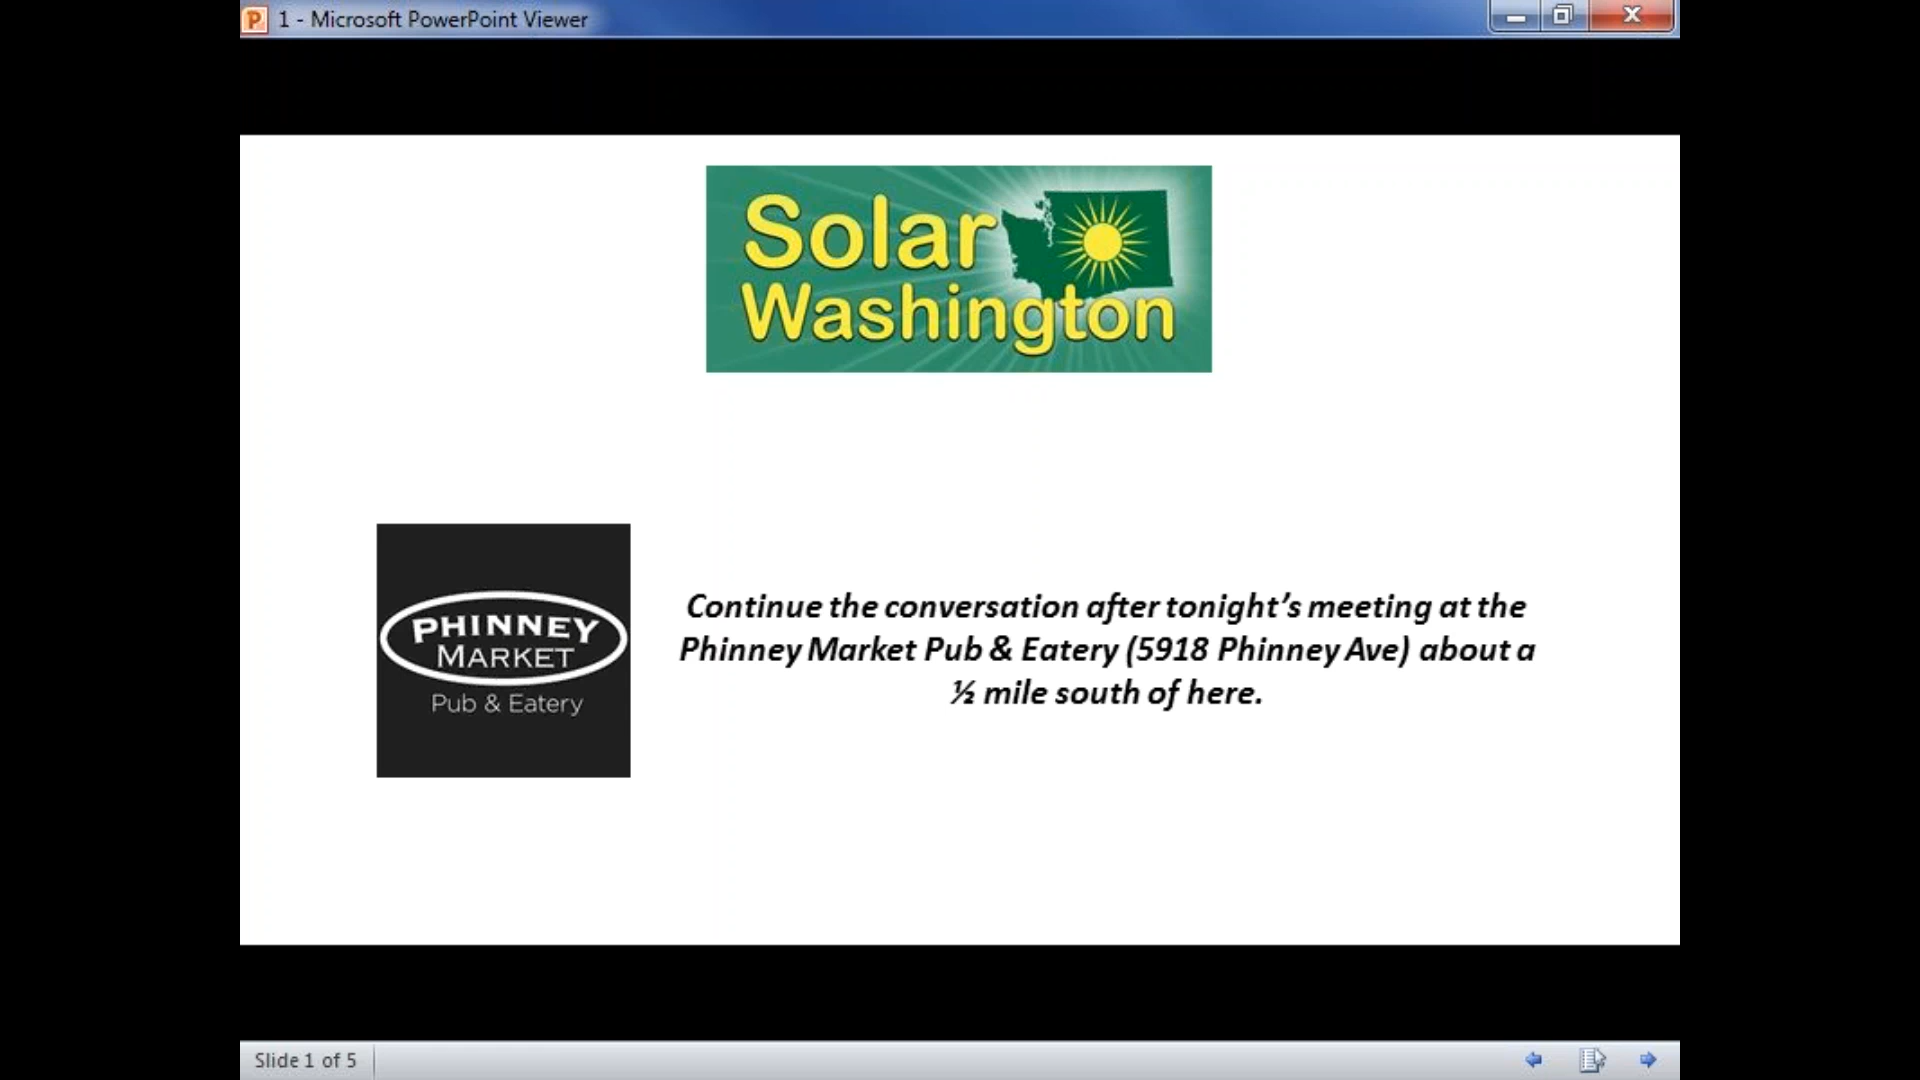 1 - Microsoft PowerPoint Viewer
Solar
Washington
PHINNEY
MARKET
Pub & Eatery
Continue the conversation after tonight’s meeting at the
Phinney Market Pub & Eatery (5918 Phinney Ave) about a
½ mile south of here.
Slide 1 of 5